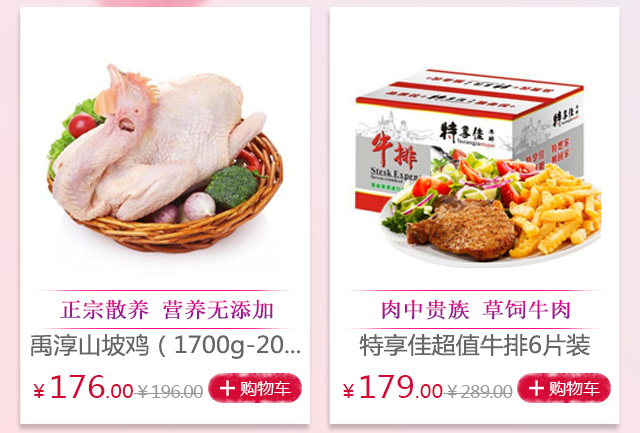 正宗散养 营养无添加
禹淳山坡鸡（1700g-20...
¥176.00 ¥196.00 +购物车
特享佳 牛排
牛排
肉中贵族 草饲牛肉
特享佳超值牛排6片装
¥179.00 ¥289.00 +购物车